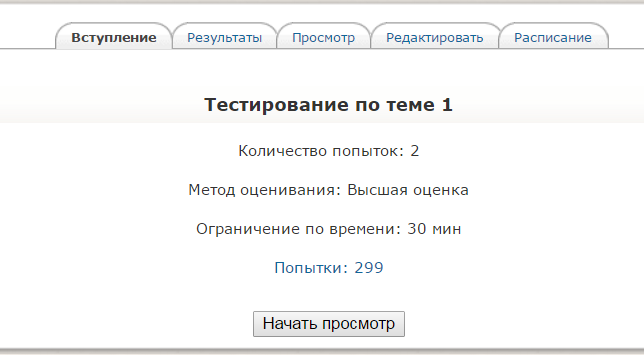 Вступление Результаты Просмотр Редактировать Расписание
Тестирование по теме 1
Количество попыток: 2
Метод оценивания: Высшая оценка
Ограничение по времени: 30 мин
Попытки: 299
Начать просмотр